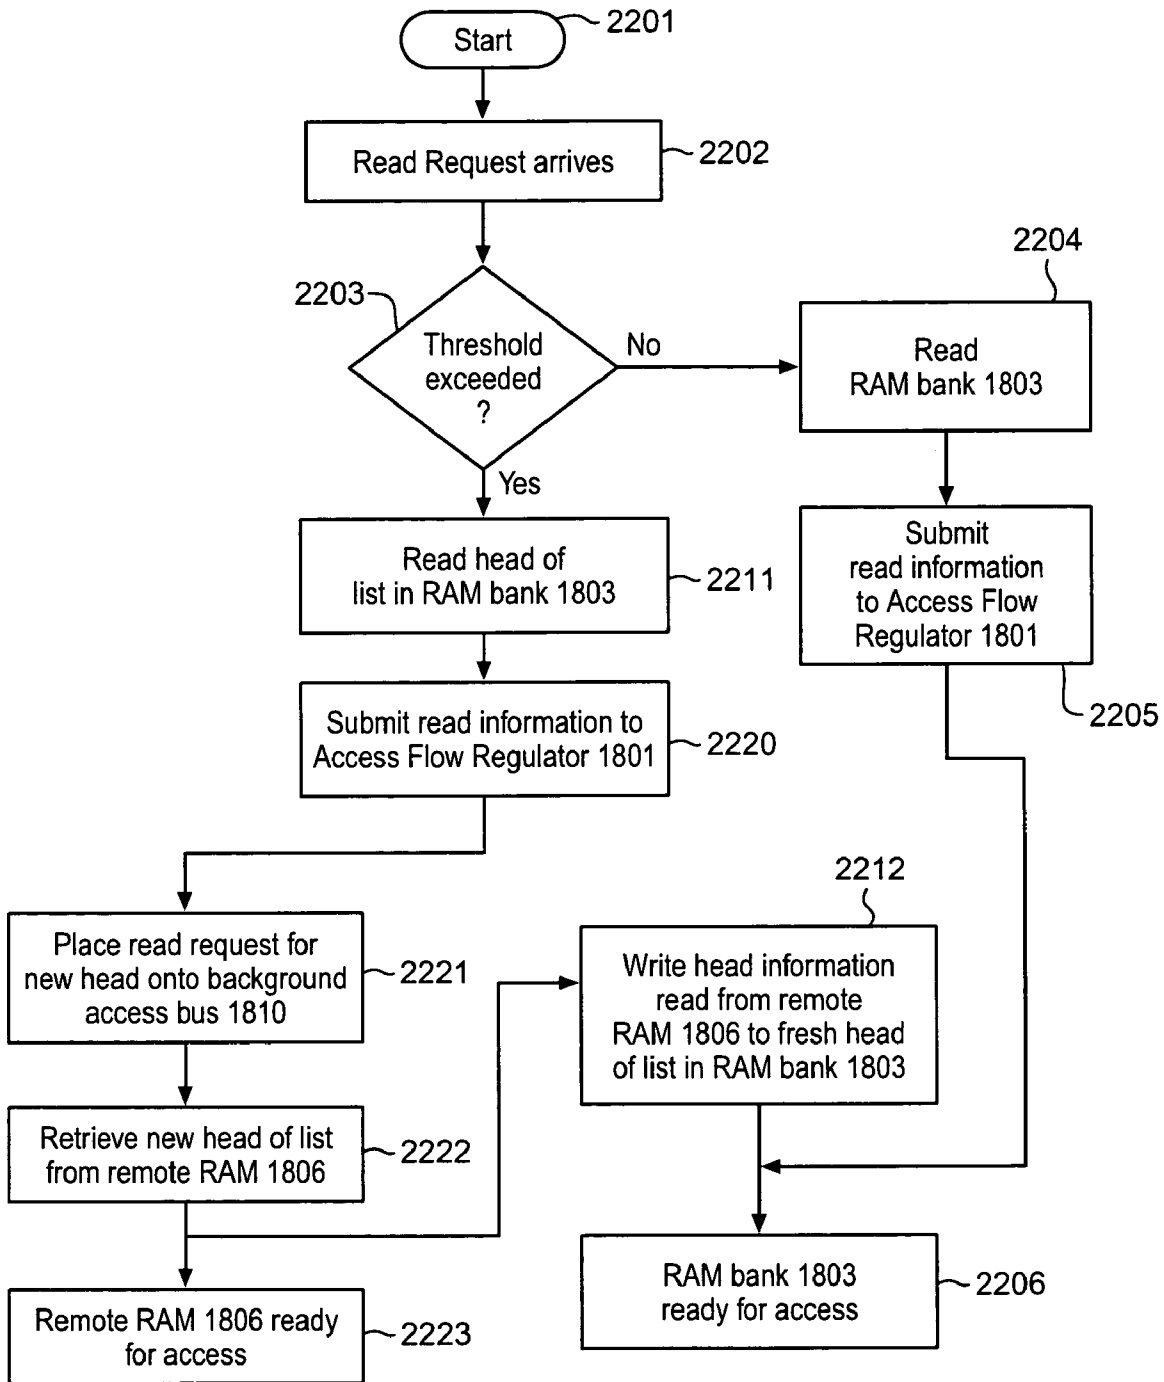 Start
2201
Read Request arrives
2202
2203
Threshold
exceeded
?
No
Yes
2204
Read
RAM bank 1803
Submit
read information
to Access Flow
Regulator 1801
2205
Read head of
list in RAM bank 1803
2211
Submit read information to
Access Flow Regulator 1801
2220
Place read request for
new head onto background
access bus 1810
2221
Retrieve new head of list
from remote RAM 1806
2222
Remote RAM 1806 ready
for access
2223
2212
Write head information
read from remote
RAM 1806 to fresh head
of list in RAM bank 1803
RAM bank 1803
ready for access
2206